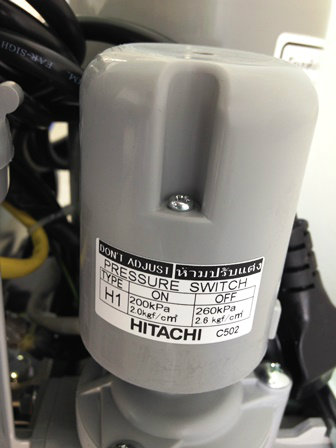 DON'T ADJUST ห้ามปรับแต่ง
PRESSURE SWITCH
TYPE ON OFF
H1 200kPa 260kPa
2.0kgf/cm² 2.6 kgf/cm²
HITACHI C502